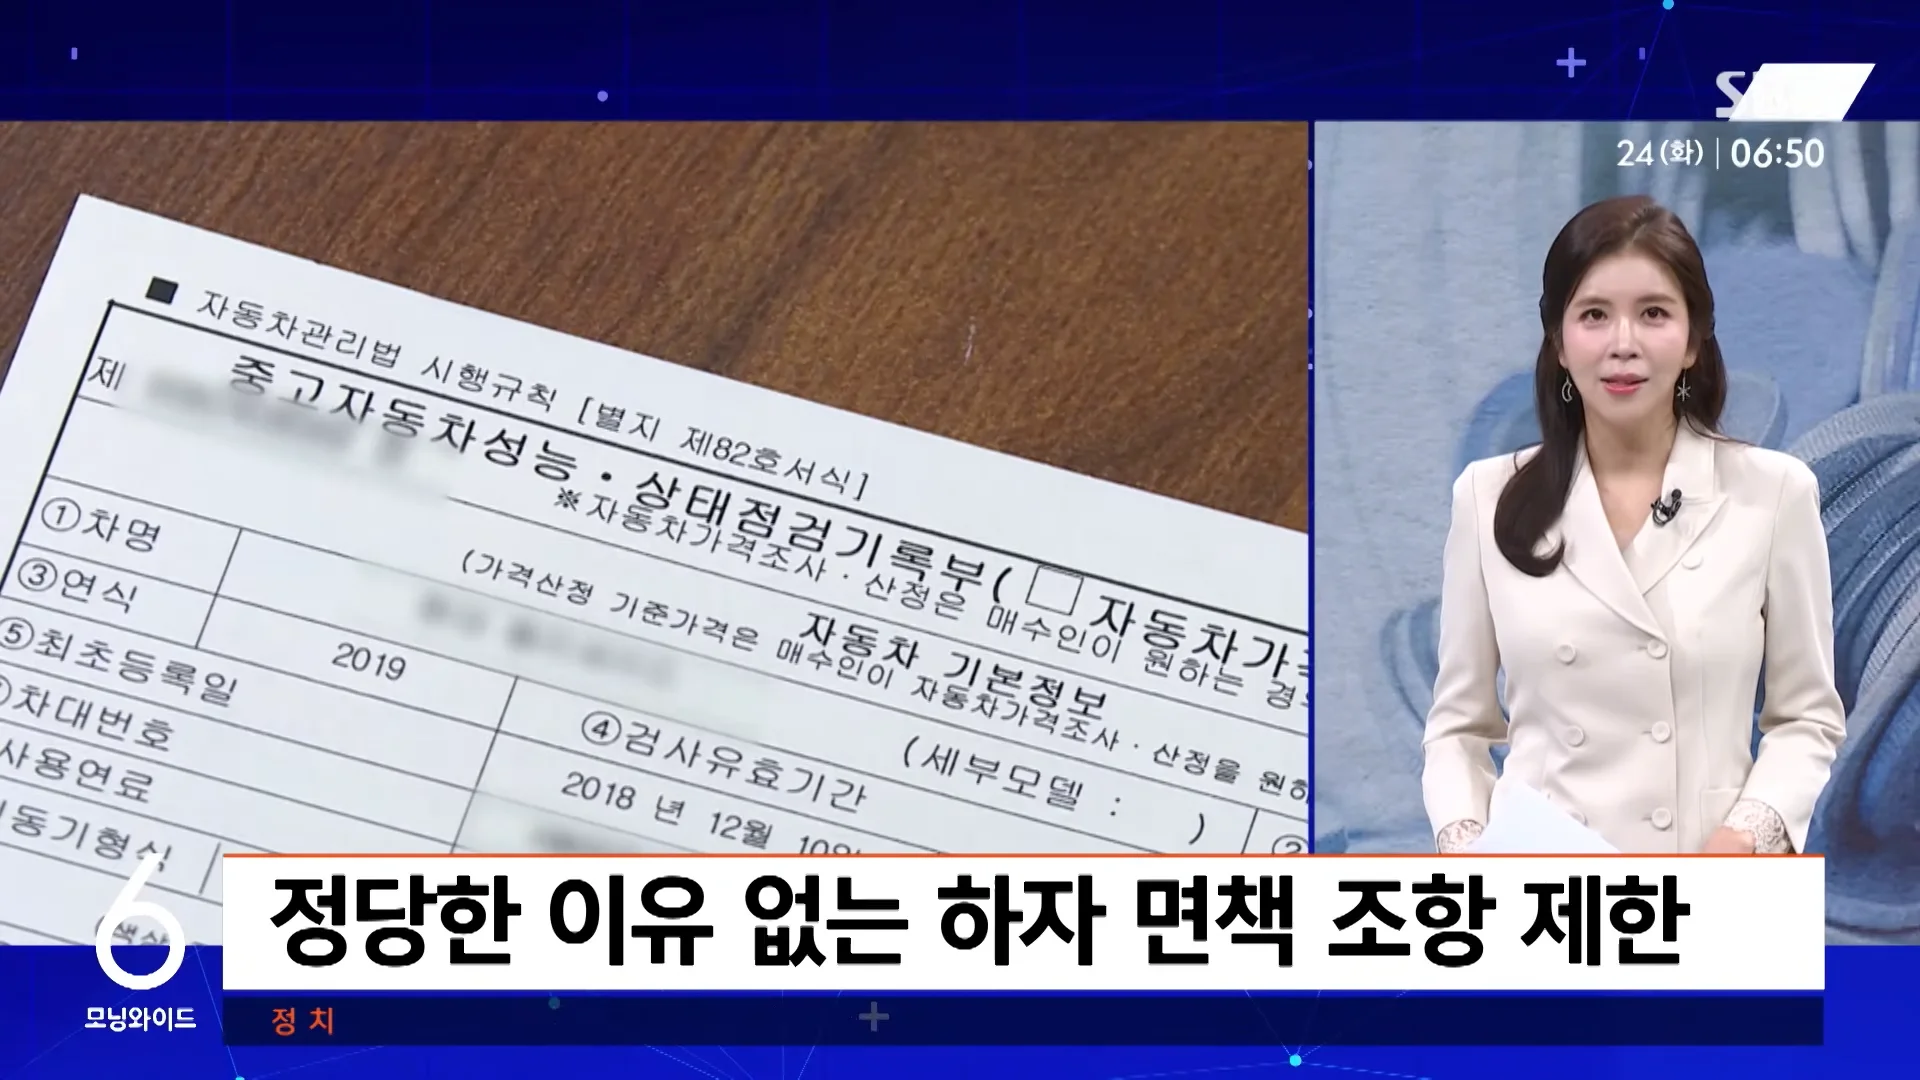 24(화) | 06:50
■ 자동차관리법 시행규칙 [별지 제82호서식]
제
중고자동차성능·상태점검기록부( □ 자동차가
※ 자동차가격조사·산정은 매수인이 원하는
자동차 기본정보
(가격산정 기준가격은 매수인이 자동차가격조사·산정을 원하
①차명
(세부모델 : )
③연식
2019
④검사유효기간
⑤최초등록일
2018 년 12월 10일
차대번호
사용연료
동기형식
정당한 이유 없는 하자 면책 조항 제한
6
모닝와이드
정치